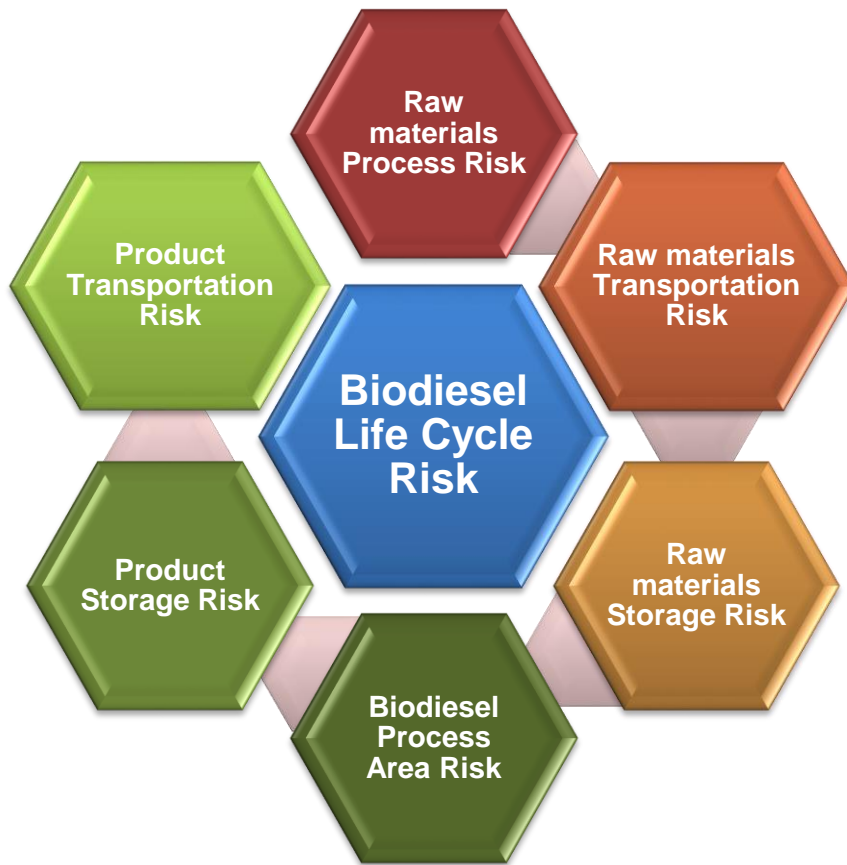 Raw
materials
Process Risk
Raw materials
Transportation
Risk
Raw
materials
Storage Risk
Biodiesel
Process
Area Risk
Product
Storage Risk
Product
Transportation
Risk
Biodiesel
Life Cycle
Risk